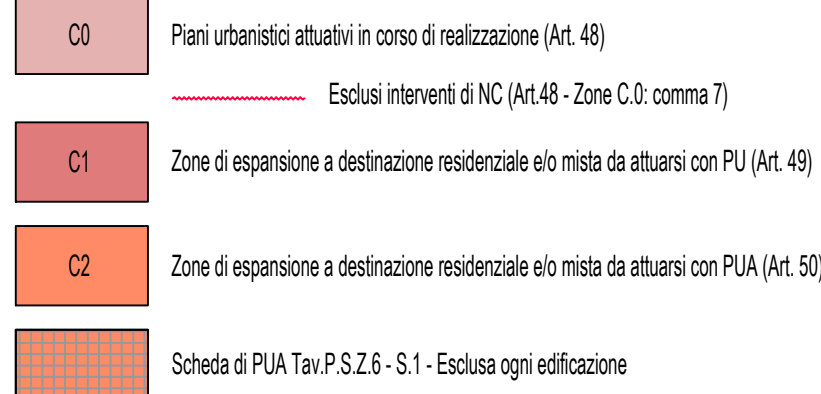 C0 Piani urbanistici attuativi in corso di realizzazione (Art. 48)
Esclusi interventi di NC (Art.48 - Zone C.0: comma 7)
C1 Zone di espansione a destinazione residenziale e/o mista da attuarsi con PU (Art. 49)
C2 Zone di espansione a destinazione residenziale e/o mista da attuarsi con PUA (Art. 50)
Scheda di PUA Tav.P.S.Z.6 - S.1 - Esclusa ogni edificazione